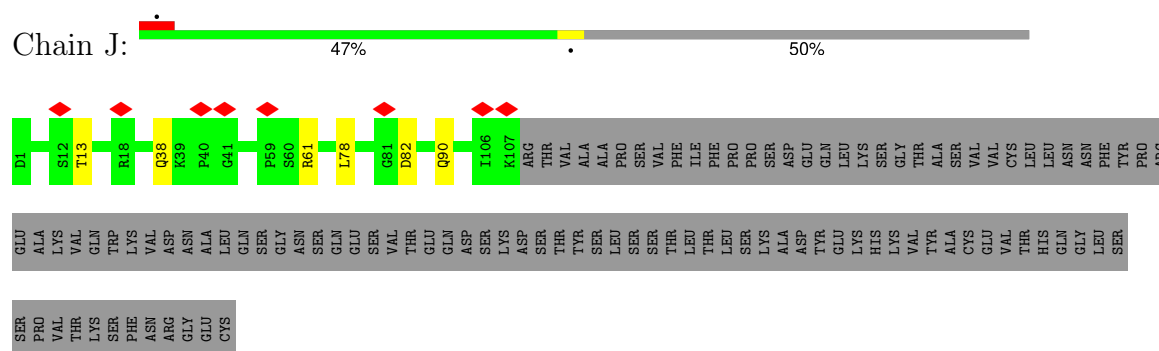 Chain J:
47% 50%
D1 S12 T13 R18 Q38 K39 P40 G41 P59 S60 R61 L78 G81 D82 Q90 I106 K107 ARG THR VAL ALA ALA PRO SER VAL PHE ILE PHE PRO PRO SER ASP GLU GLN LEU LYS SER GLY THR ALA SER VAL VAL CYS LEU LEU ASN ASN PHE TYR PRO ARG
GLU ALA LYS VAL GLN TRP LYS VAL ASP ASN ALA LEU GLN SER GLY ASN SER GLN GLU SER VAL THR GLU GLN ASP SER LYS ASP SER THR TYR SER LEU SER SER THR LEU THR LEU SER LYS ALA ASP TYR GLU LYS HIS LYS VAL TYR ALA CYS GLU VAL THR HIS GLN GLY LEU SER
SER PRO VAL THR LYS SER PHE ASN ARG GLY GLU CYS